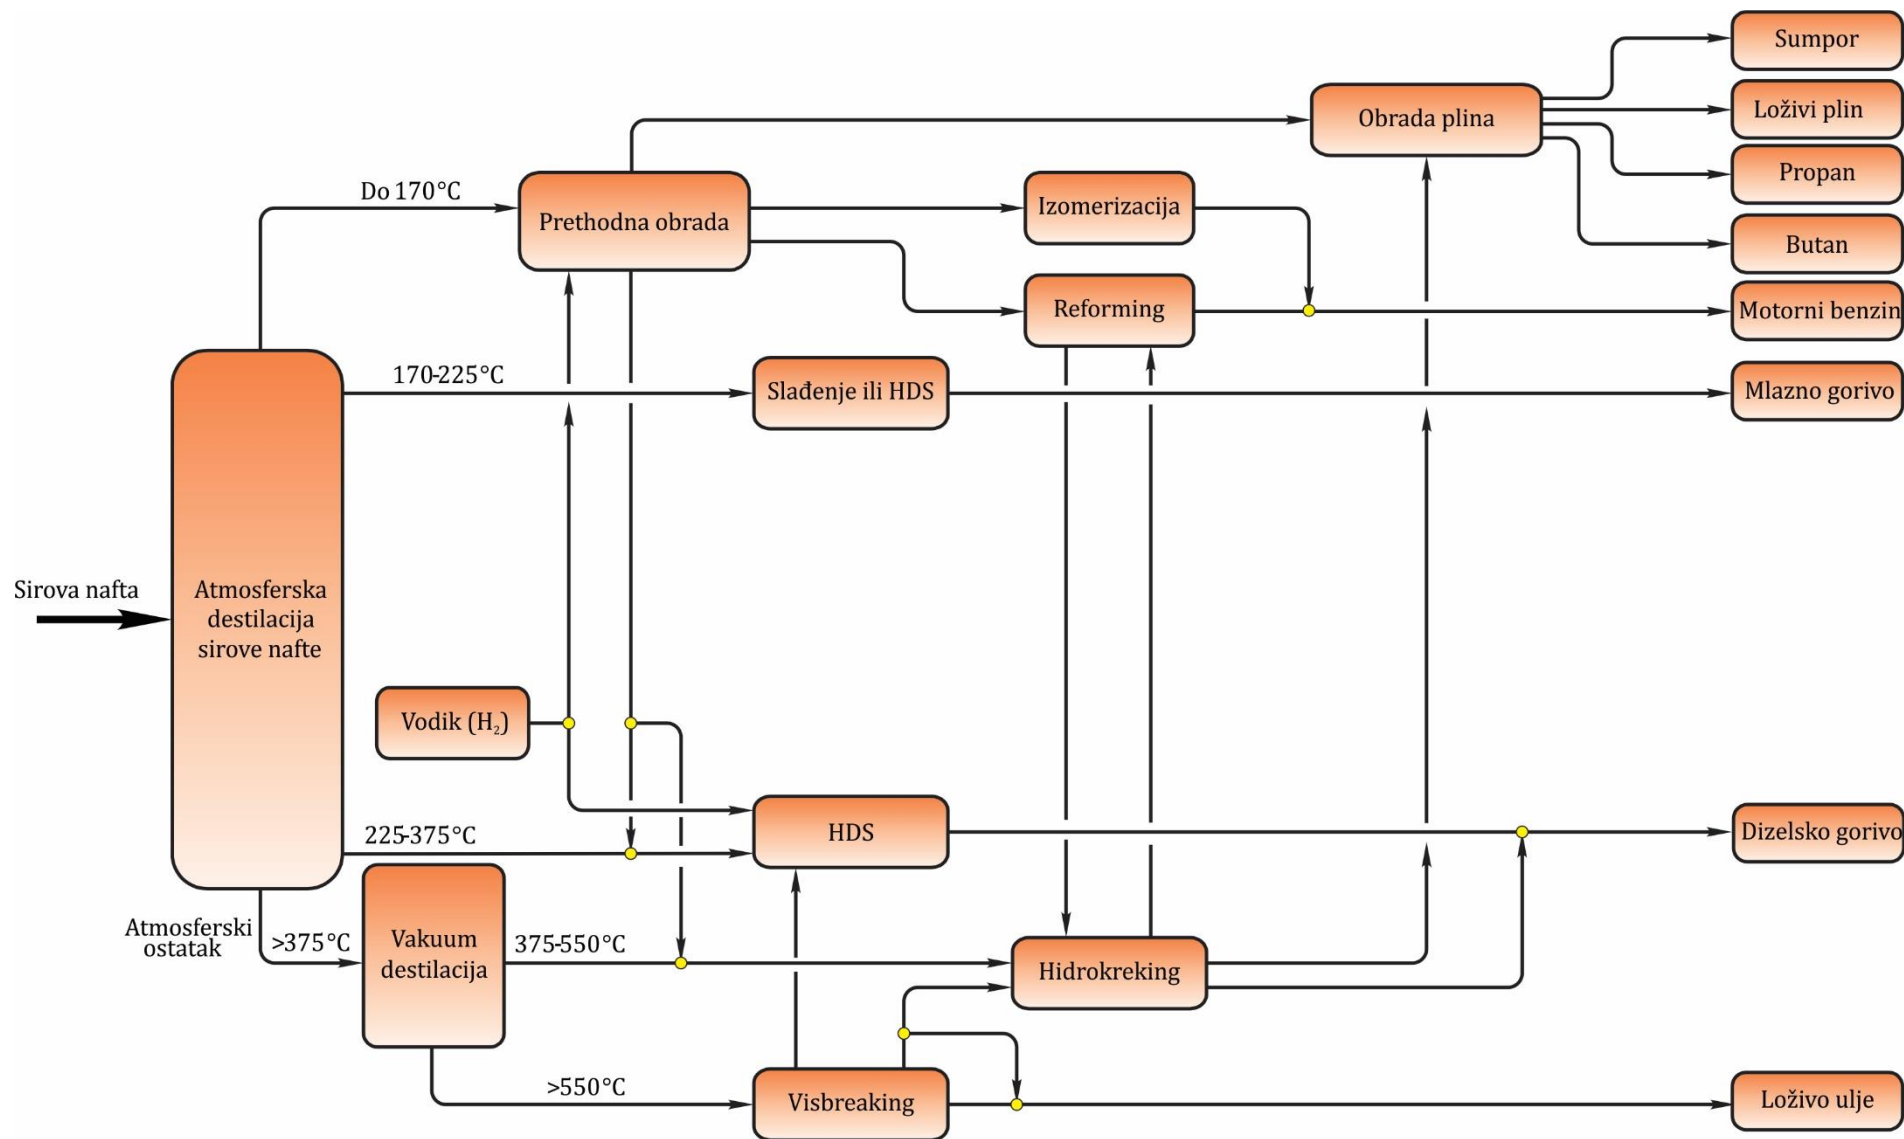 Sumpor
Loživi plin
Obrada plina
Propan
Do 170°C
Izomerizacija
Prethodna obrada
Butan
Reforming
Motorni benzin
170-225°C
Slađenje ili HDS
Mlazno gorivo
Sirova nafta
Atmosferska
destilacija
sirove nafte
Vodik (H₂)
225-375°C
HDS
Dizelsko gorivo
Atmosferski
ostatak
>375°C
Vakuum
destilacija
375-550°C
Hidrokreking
>550°C
Visbreaking
Loživo ulje